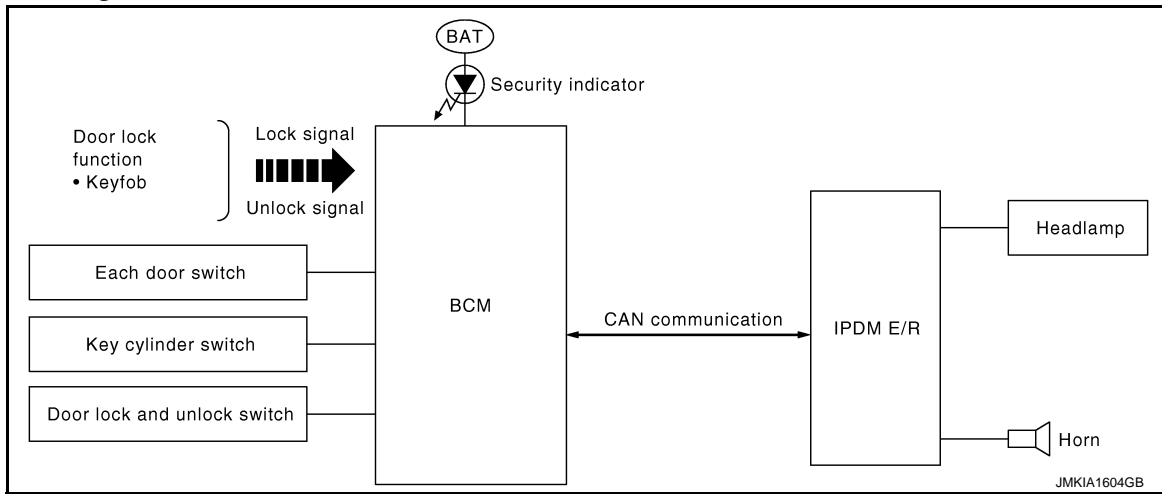 BAT
Security indicator
Door lock
function
• Keyfob
Lock signal
Unlock signal
Each door switch
Key cylinder switch
Door lock and unlock switch
BCM
CAN communication
IPDM E/R
Headlamp
Horn
JMKIA1604GB